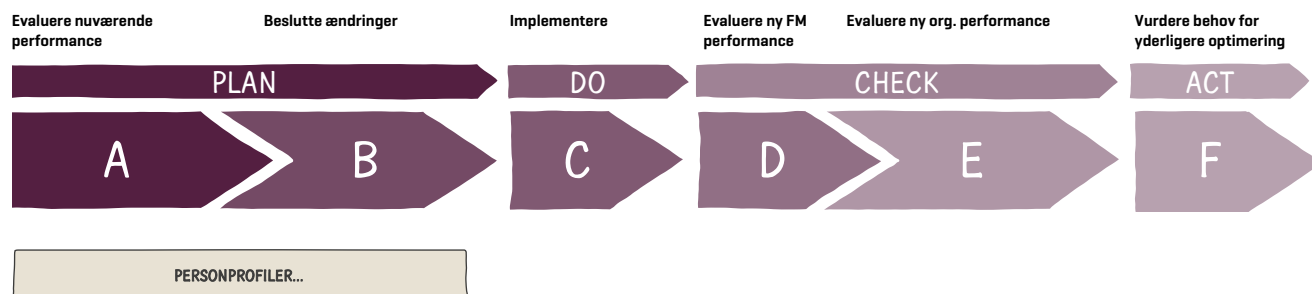 Evaluere nuværende
performance
Beslutte ændringer
Implementere
Evaluere ny FM
performance
Evaluere ny org. performance
Vurdere behov for
yderligere optimering
PLAN
DO
CHECK
ACT
A
B
C
D
E
F
PERSONPROFILER...